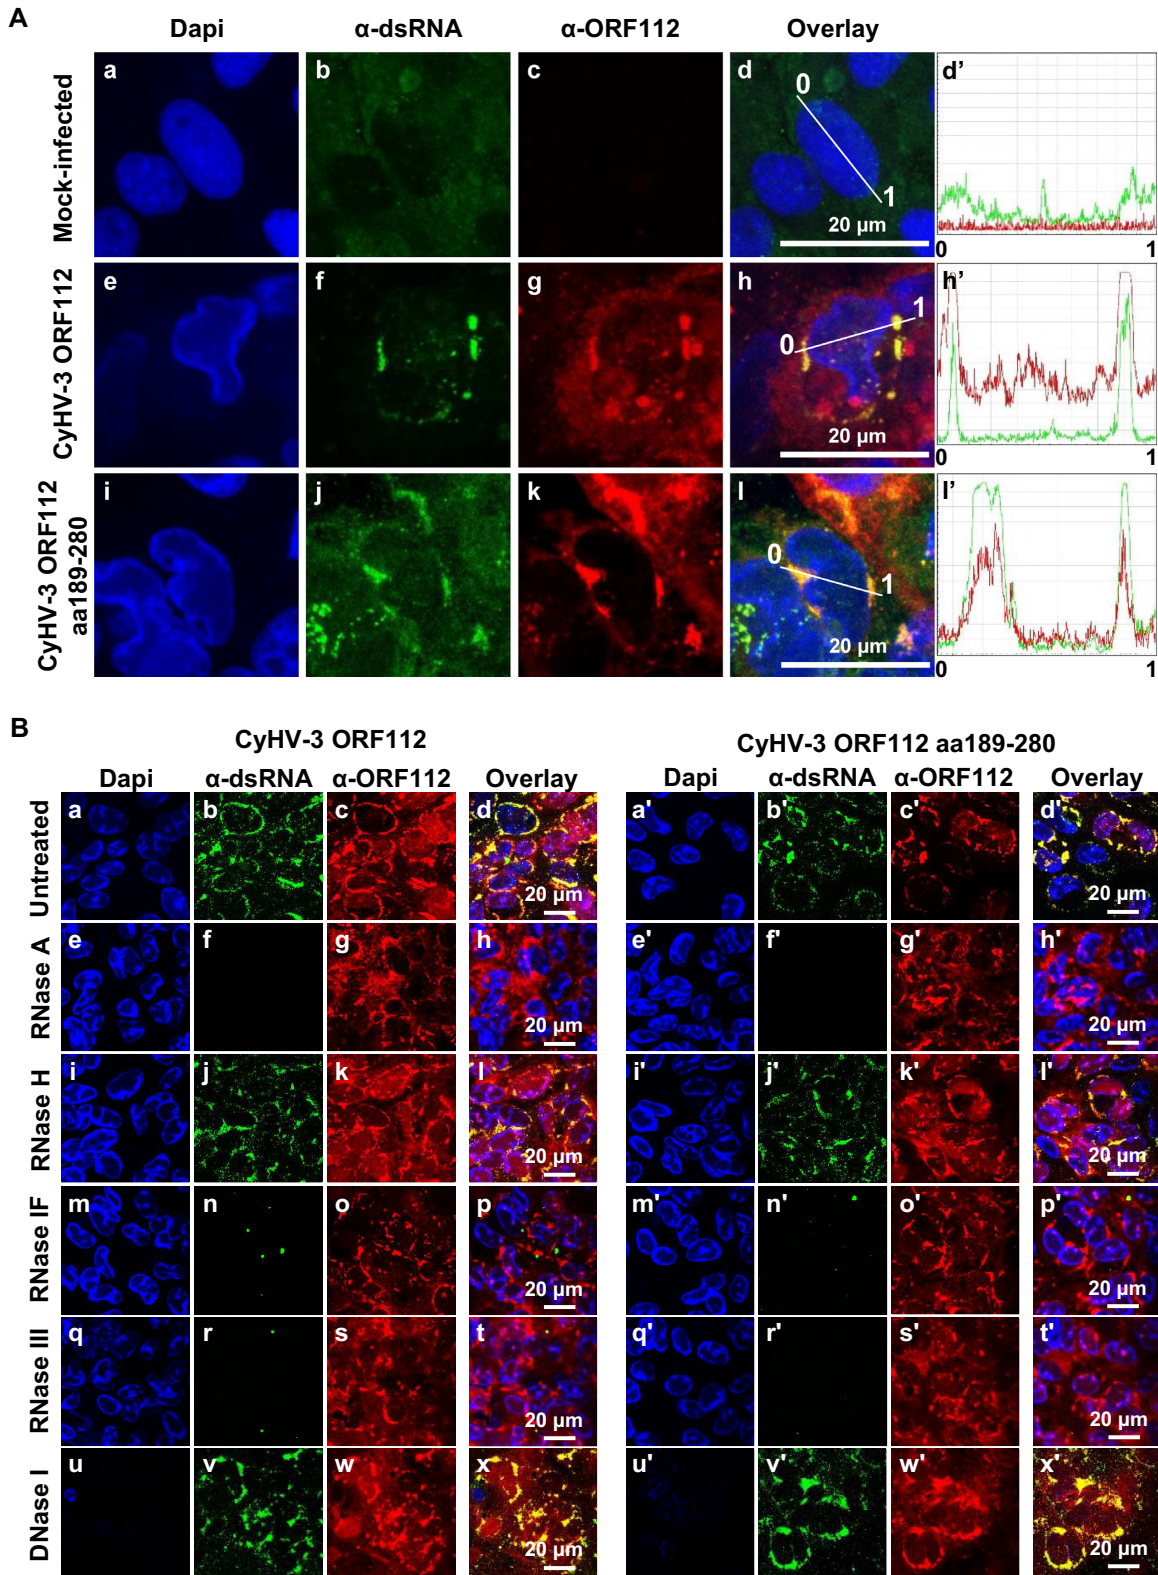 A
Dapi α-dsRNA α-ORF112 Overlay
Mock-infected
a b c d d’
0
1
20 μm
0 1
CyHV-3 ORF112
e f g h h’
0 1
20 μm
0 1
CyHV-3 ORF112
aa189-280
i j k l l’
0 1
20 μm
0 1
B
CyHV-3 ORF112 CyHV-3 ORF112 aa189-280
Dapi α-dsRNA α-ORF112 Overlay Dapi α-dsRNA α-ORF112 Overlay
Untreated
a b c d a' b' c' d'
20 μm 20 μm
RNase A
e f g h e' f' g' h'
20 μm 20 μm
RNase H
i j k l i' j' k' l'
20 μm 20 μm
RNase IF
m n o p m' n' o' p'
20 μm 20 μm
RNase III
q r s t q' r' s' t'
20 μm 20 μm
DNase I
u v w x u' v' w' x'
20 μm 20 μm